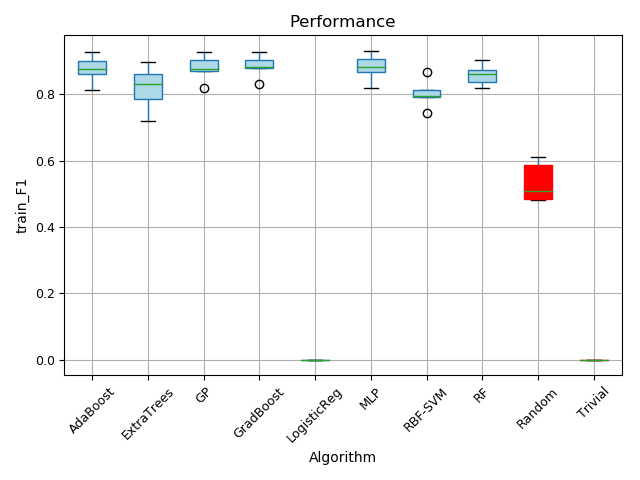 Performance
train_F1
0.8
0.6
0.4
0.2
0.0
AdaBoost
ExtraTrees
GP
GradBoost
LogisticReg
MLP
RBF-SVM
RF
Random
Trivial
Algorithm